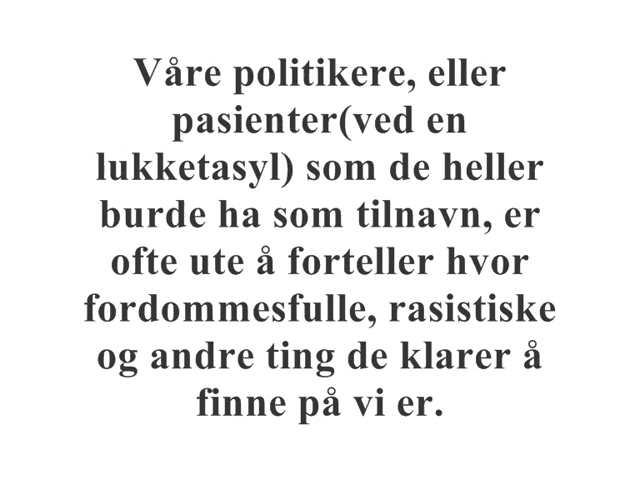 Våre politikere, eller
pasienter(ved en
lukketasyl) som de heller
burde ha som tilnavn, er
ofte ute å forteller hvor
fordommesfulle, rasistiske
og andre ting de klarer å
finne på vi er.